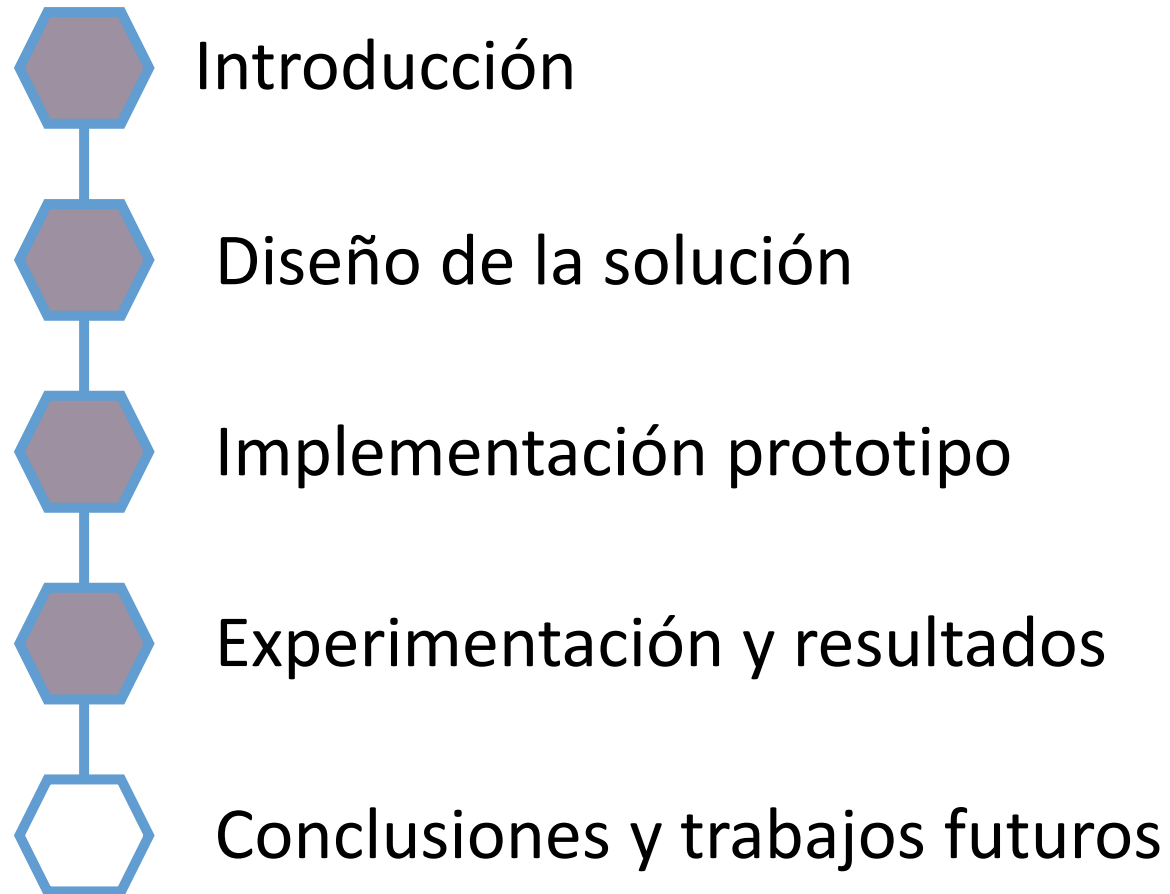 Introducción
Diseño de la solución
Implementación prototipo
Experimentación y resultados
Conclusiones y trabajos futuros